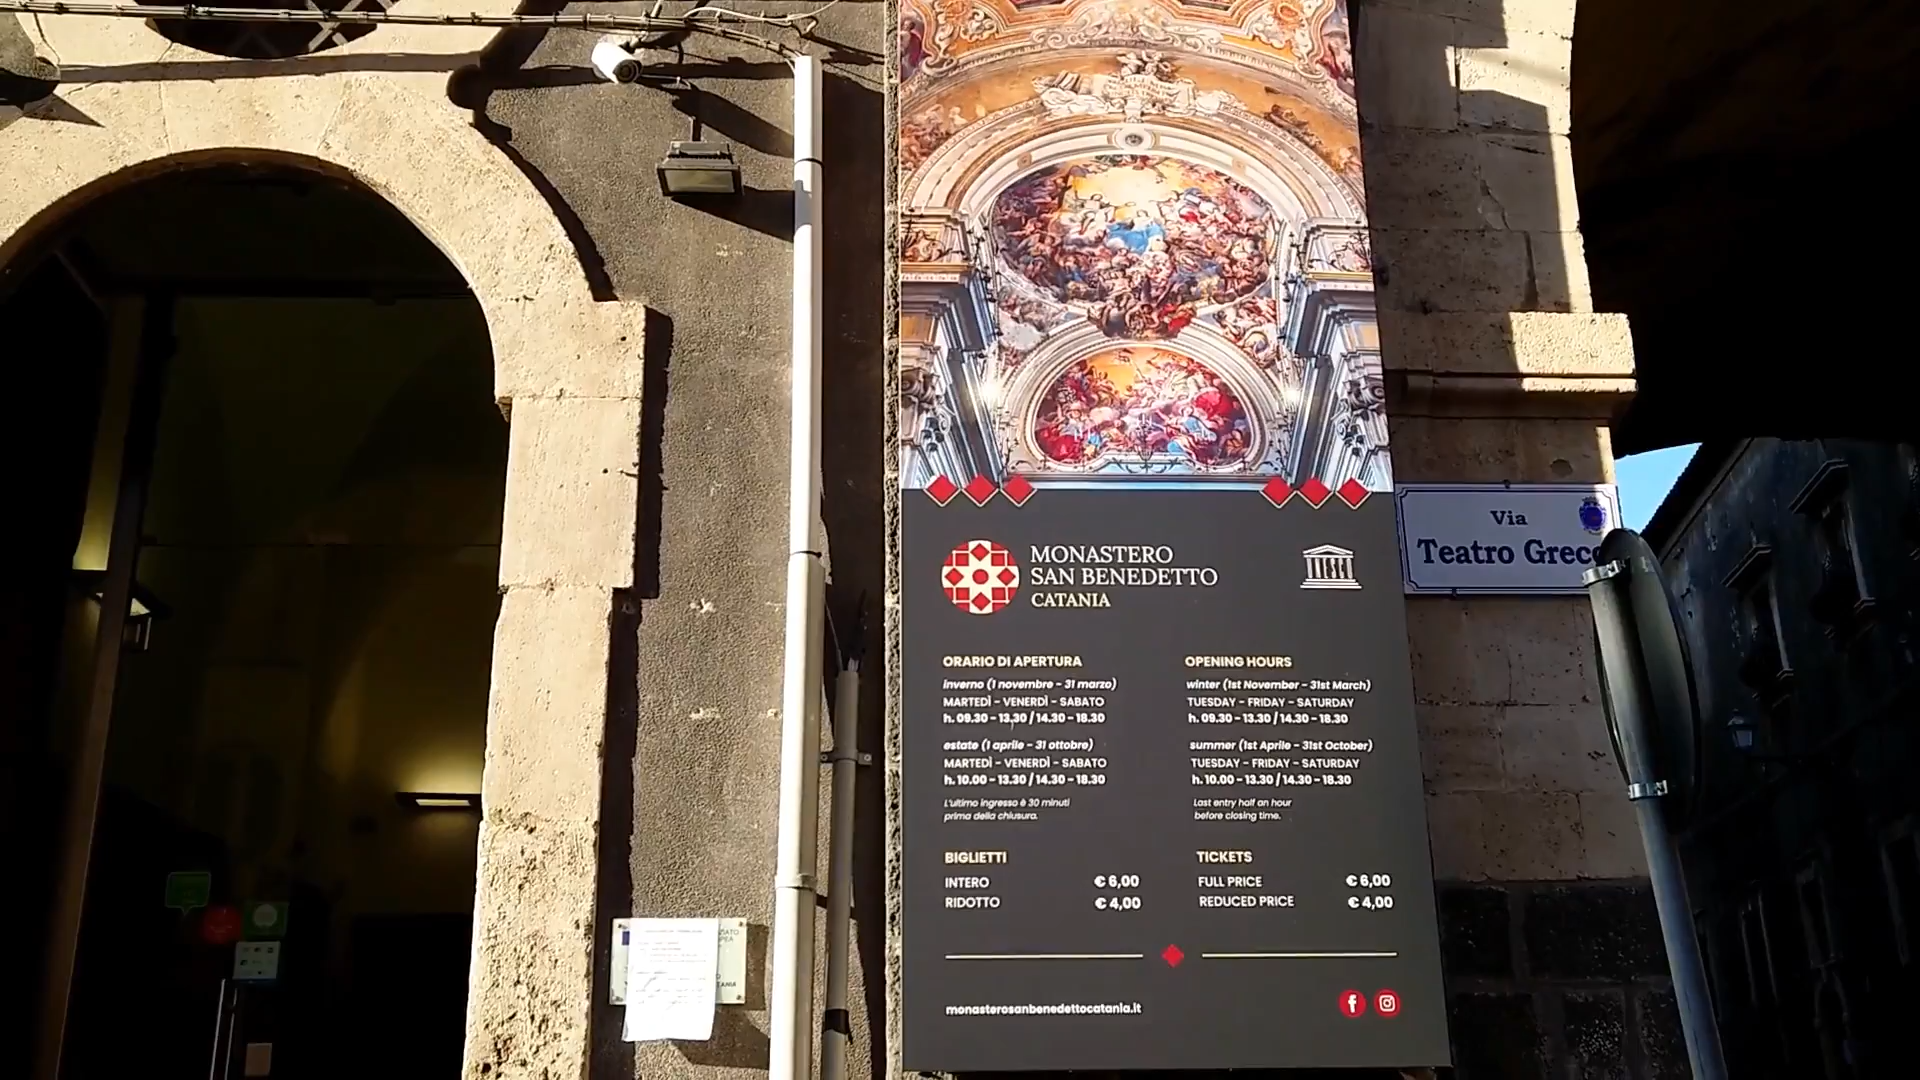 MONASTERO
SAN BENEDETTO
CATANIA
ORARIO DI APERTURA
inverno (1 novembre - 31 marzo)
MARTEDÌ - VENERDÌ - SABATO
h. 09.30 - 13.30 / 14.30 - 18.30
estate (1 aprile - 31 ottobre)
MARTEDÌ - VENERDÌ - SABATO
h. 10.00 - 13.30 / 14.30 - 18.30
L'ultimo ingresso è 30 minuti
prima della chiusura.
BIGLIETTI
INTERO € 6,00
RIDOTTO € 4,00
OPENING HOURS
winter (1st November - 31st March)
TUESDAY - FRIDAY - SATURDAY
h. 09.30 - 13.30 / 14.30 - 18.30
summer (1st Aprile - 31st October)
TUESDAY - FRIDAY - SATURDAY
h. 10.00 - 13.30 / 14.30 - 18.30
Last entry half an hour
before closing time.
TICKETS
FULL PRICE € 6,00
REDUCED PRICE € 4,00
monasterosanbenedettocatania.it
Via
Teatro Greco